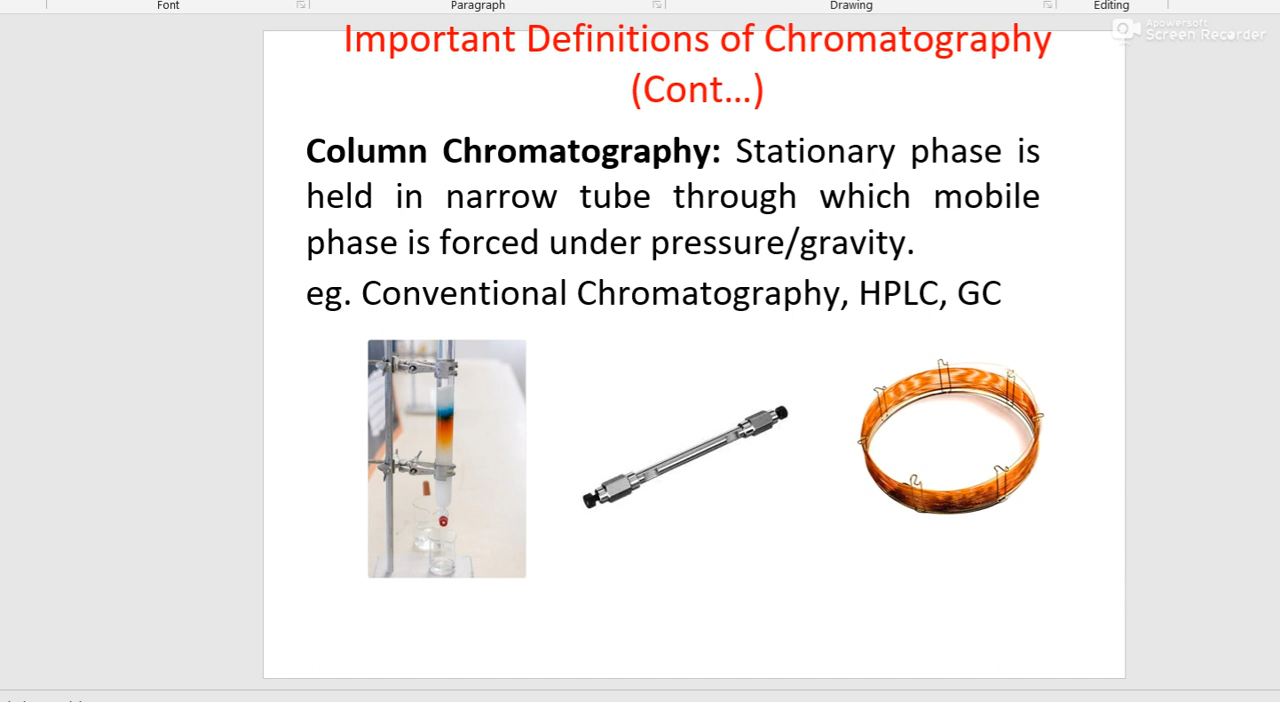 Font Paragraph Drawing Editing
Apowersoft
Screen Recorder
Important Definitions of Chromatography
(Cont...)
Column Chromatography: Stationary phase is
held in narrow tube through which mobile
phase is forced under pressure/gravity.
eg. Conventional Chromatography, HPLC, GC